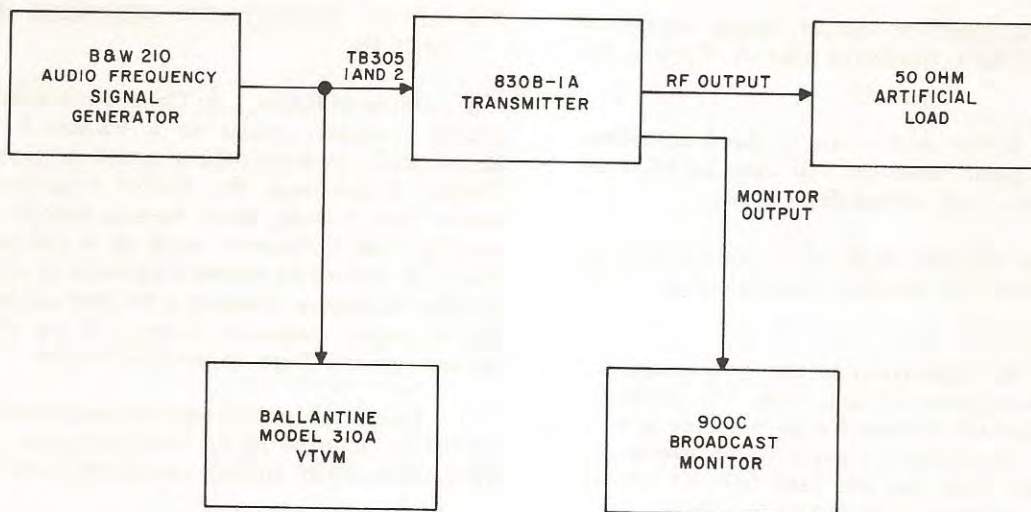 B&W 210
AUDIO FREQUENCY
SIGNAL
GENERATOR
TB305
1 AND 2
830B-1A
TRANSMITTER
RF OUTPUT
50 OHM
ARTIFICIAL
LOAD
MONITOR
OUTPUT
BALLANTINE
MODEL 310A
VTVM
900C
BROADCAST
MONITOR